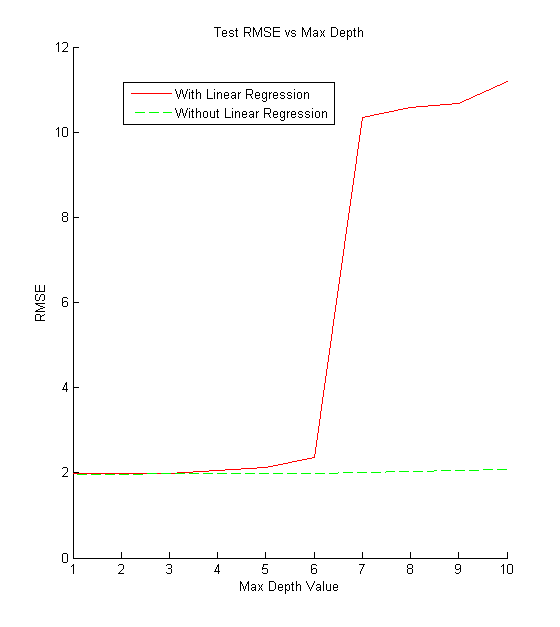 Test RMSE vs Max Depth
12
With Linear Regression
Without Linear Regression
10
8
6
RMSE
4
2
0
1 2 3 4 5 6 7 8 9 10
Max Depth Value